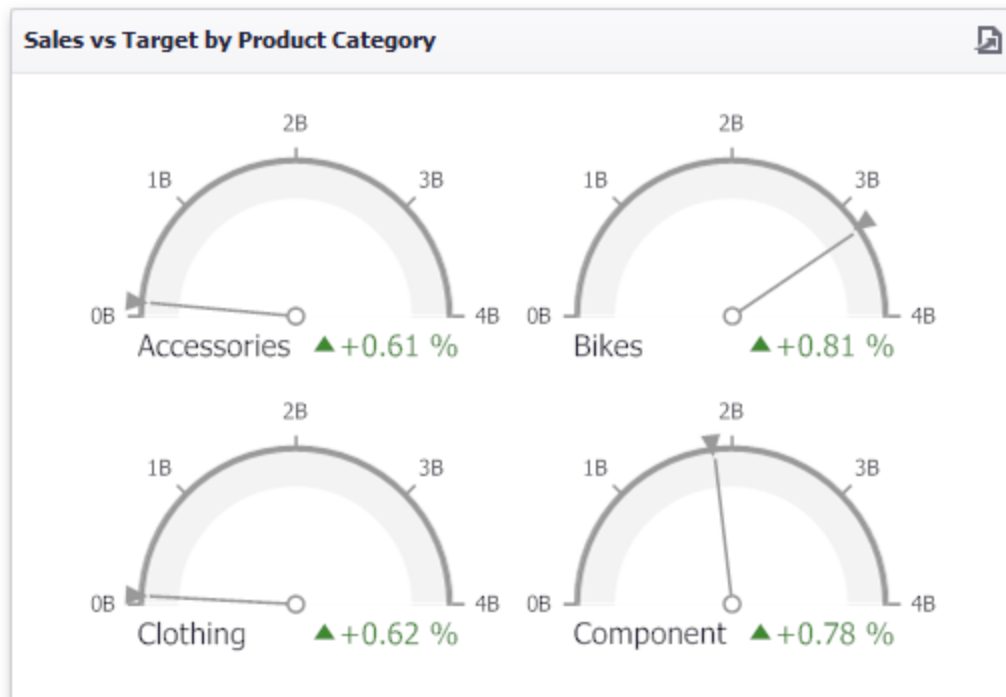 Sales vs Target by Product Category
2B 2B
1B 3B 1B 3B
0B 4B 0B 4B
Accessories +0.61 % Bikes +0.81 %
2B 2B
1B 3B 1B 3B
0B 4B 0B 4B
Clothing +0.62 % Component +0.78 %